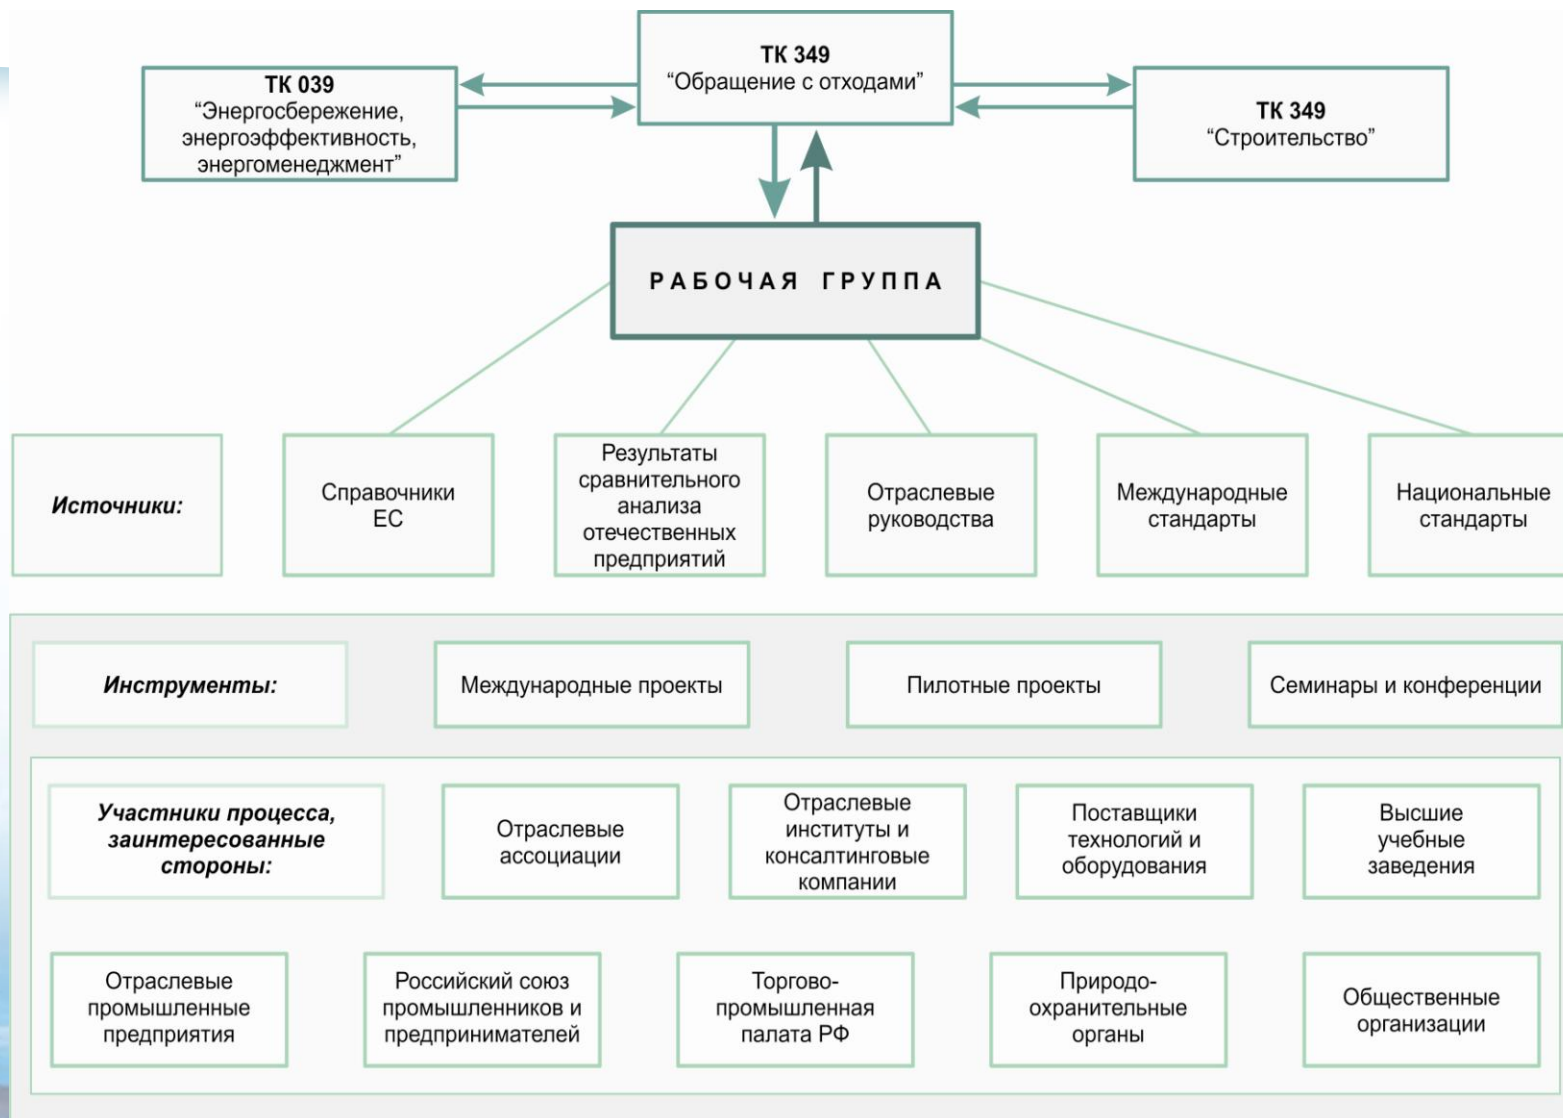 ТК 349
“Обращение с отходами”
ТК 039
“Энергосбережение,
энергоэффективность,
энергоменеджмент”
ТК 349
“Строительство”
РАБОЧАЯ ГРУППА
Источники:
Справочники
ЕС
Результаты
сравнительного
анализа
отечественных
предприятий
Отраслевые
руководства
Международные
стандарты
Национальные
стандарты
Инструменты:
Международные проекты
Пилотные проекты
Семинары и конференции
Участники процесса,
заинтересованные
стороны:
Отраслевые
ассоциации
Отраслевые
институты и
консалтинговые
компании
Поставщики
технологий и
оборудования
Высшие
учебные
заведения
Отраслевые
промышленные
предприятия
Российский союз
промышленников и
предпринимателей
Торгово-
промышленная
палата РФ
Природо-
охранительные
органы
Общественные
организации